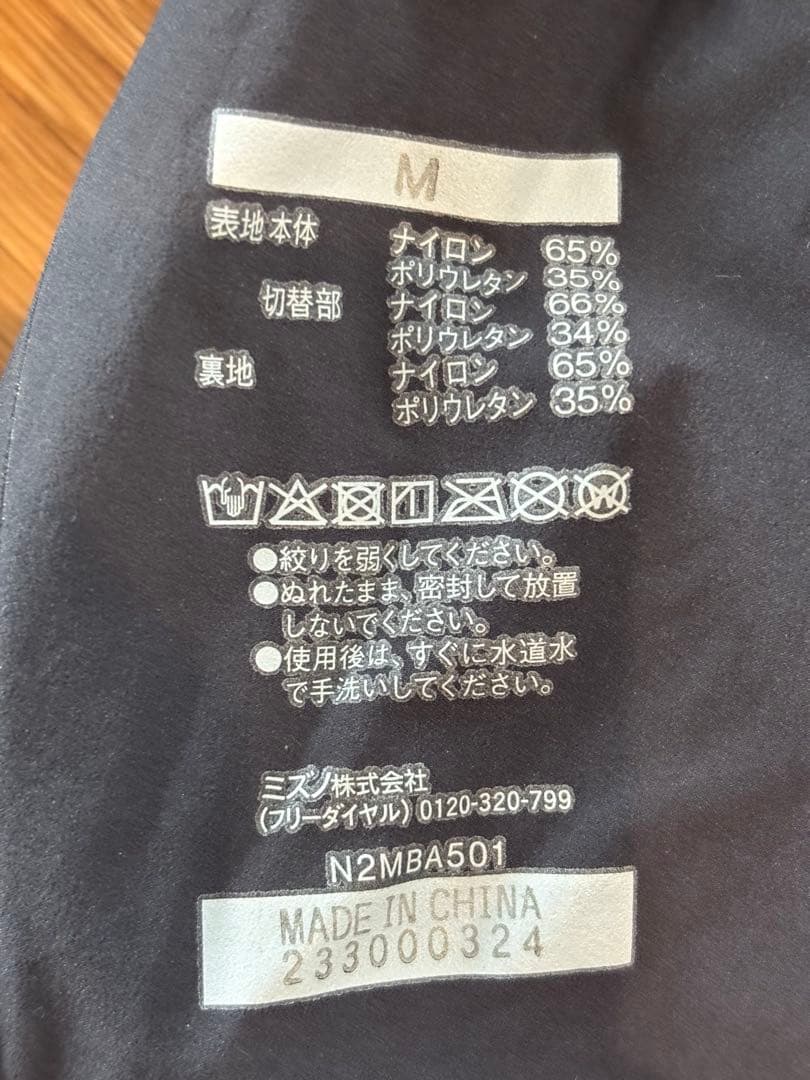 M
表地 本体 ナイロン 65%
ポリウレタン 35%
切替部 ナイロン 66%
ポリウレタン 34%
裏地 ナイロン 65%
ポリウレタン 35%
●絞りを弱くしてください。
●ぬれたまま、密封して放置
しないでください。
●使用後は、すぐに水道水
で手洗いしてください。
ミズノ株式会社
(フリーダイヤル) 0120-320-799
N2MBA501
MADE IN CHINA
233000324